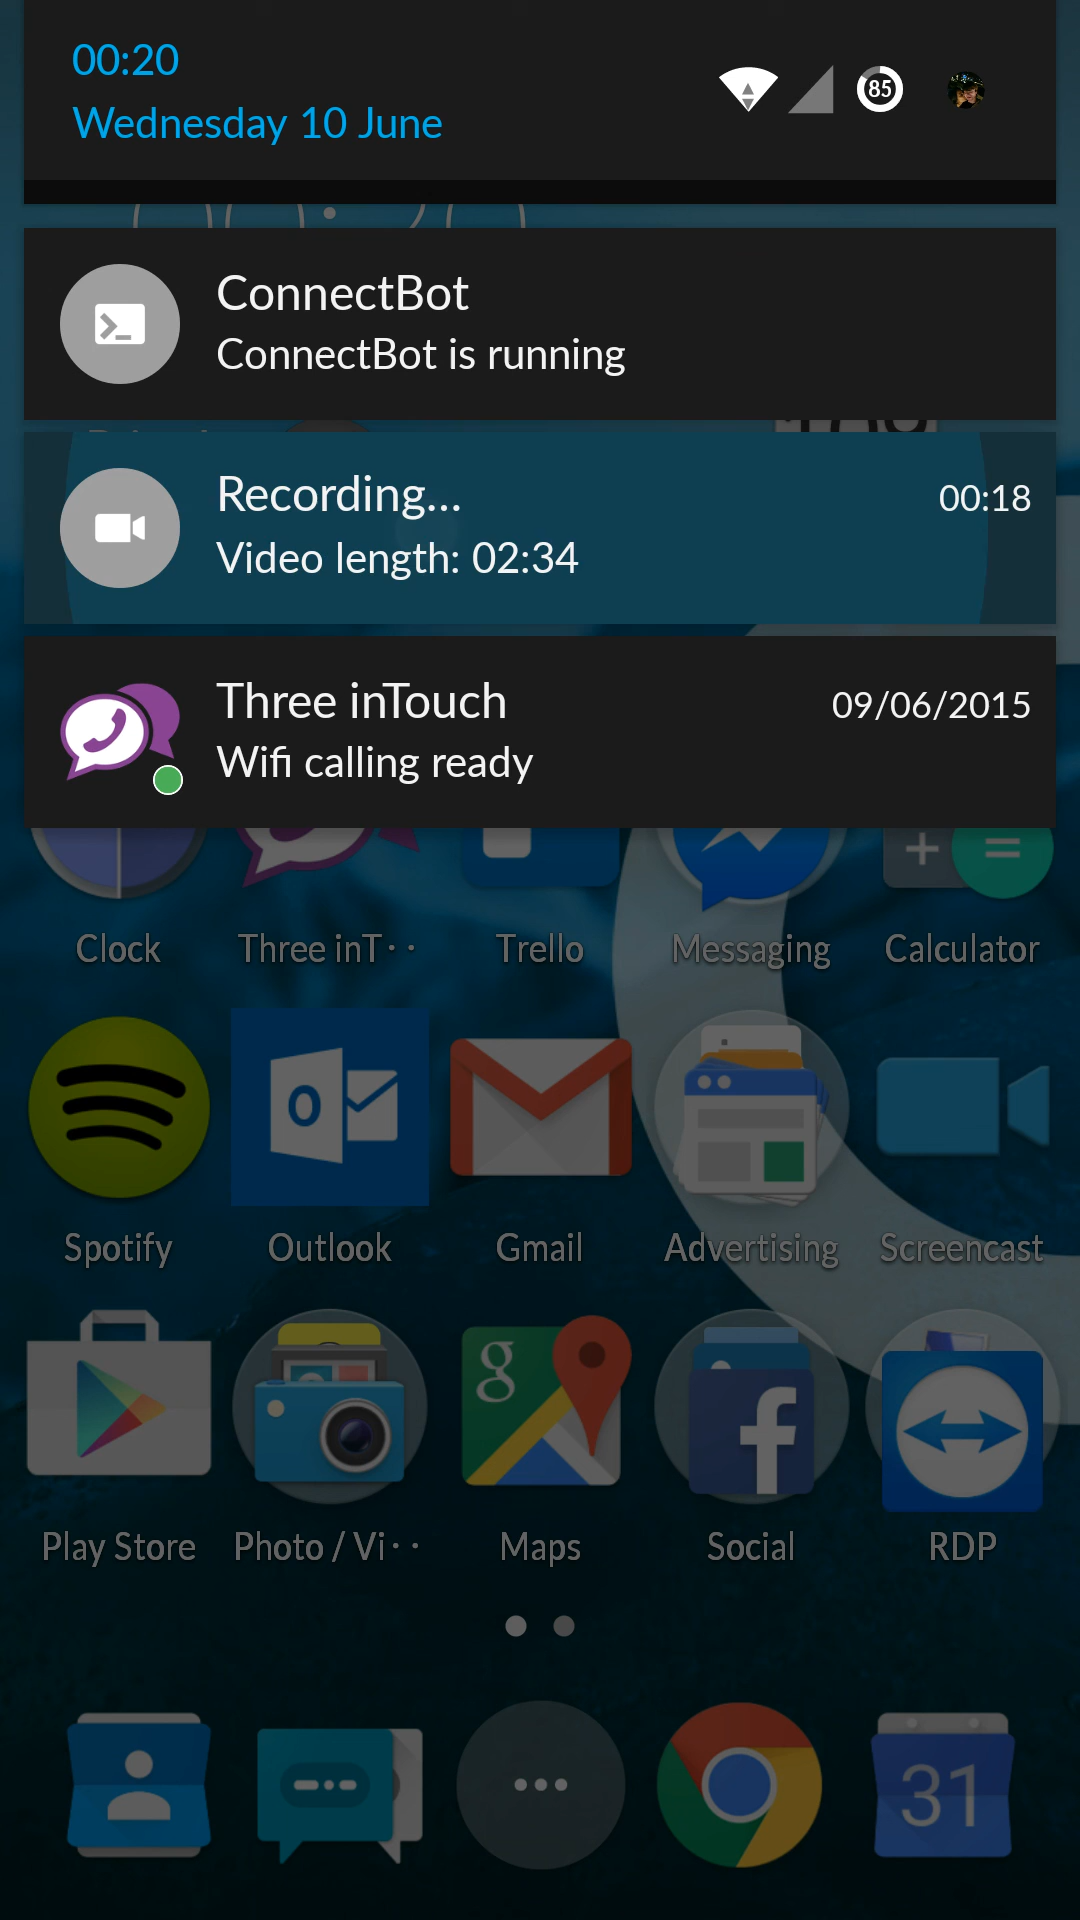 00:20
Wednesday 10 June
85
ConnectBot
ConnectBot is running
Recording...
00:18
Video length: 02:34
Three inTouch
09/06/2015
Wifi calling ready
Clock
Three inT··
Trello
Messaging
Calculator
Spotify
Outlook
Gmail
Advertising
Screencast
Play Store
Photo / Vi··
Maps
Social
RDP
31